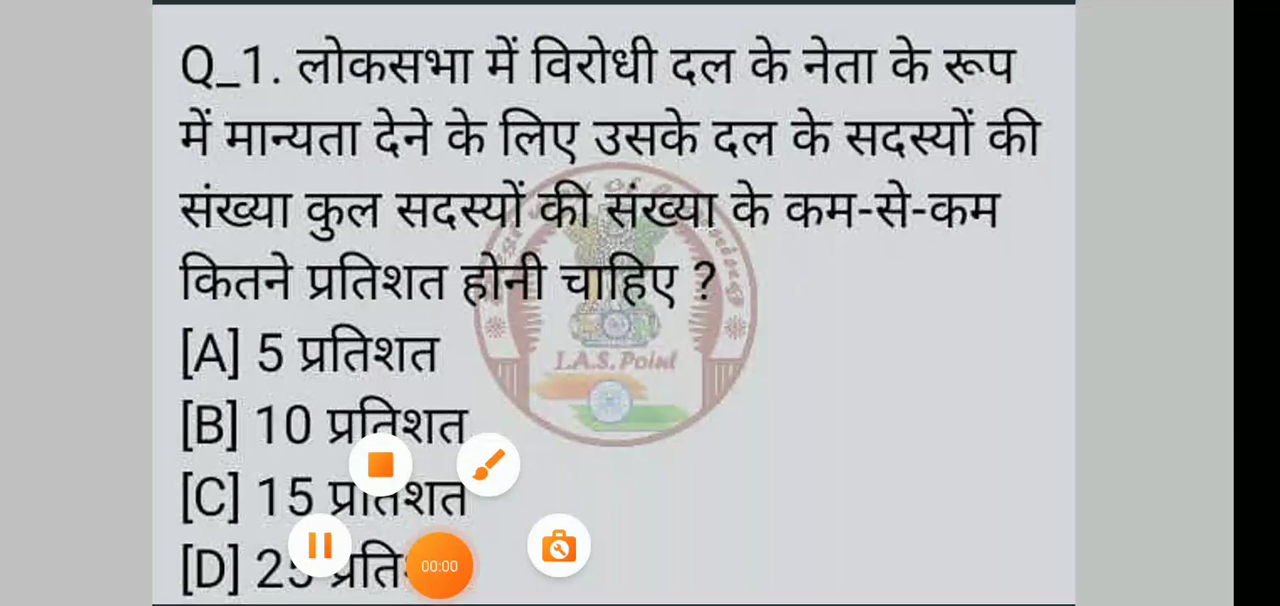 Q_1. लोकसभा में विरोधी दल के नेता के रूप
में मान्यता देने के लिए उसके दल के सदस्यों की
संख्या कुल सदस्यों की संख्या के कम-से-कम
कितने प्रतिशत होनी चाहिए ?
[A] 5 प्रतिशत
I.A.S. Point
[B] 10 प्रतिशत
[C] 15 प्रतिशत
[D] 25
00:00